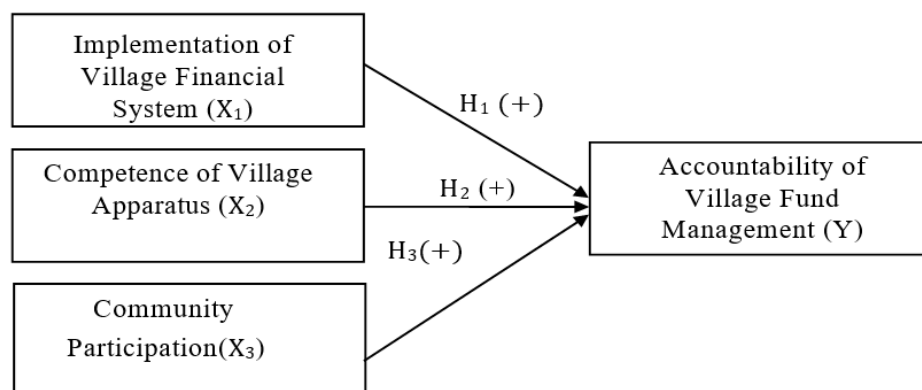 Implementation of
Village Financial
System (X₁)
H₁ (+)
Competence of Village
Apparatus (X₂)
H₂ (+)
Accountability of
Village Fund
Management (Y)
H₃(+)
Community
Participation(X₃)